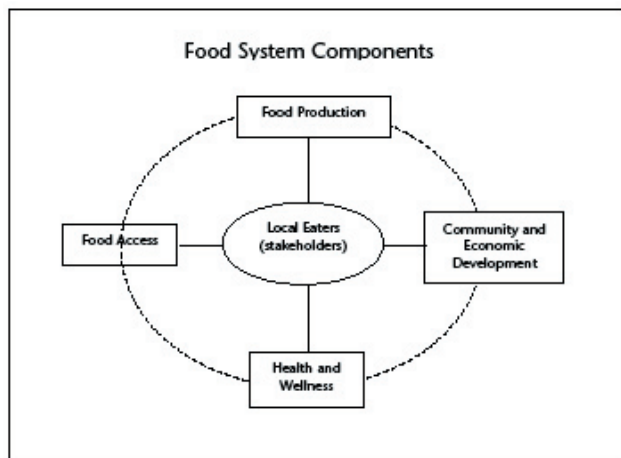 Food System Components
Food Production
Food Access
Local Eaters
(stakeholders)
Community and
Economic
Development
Health and
Wellness